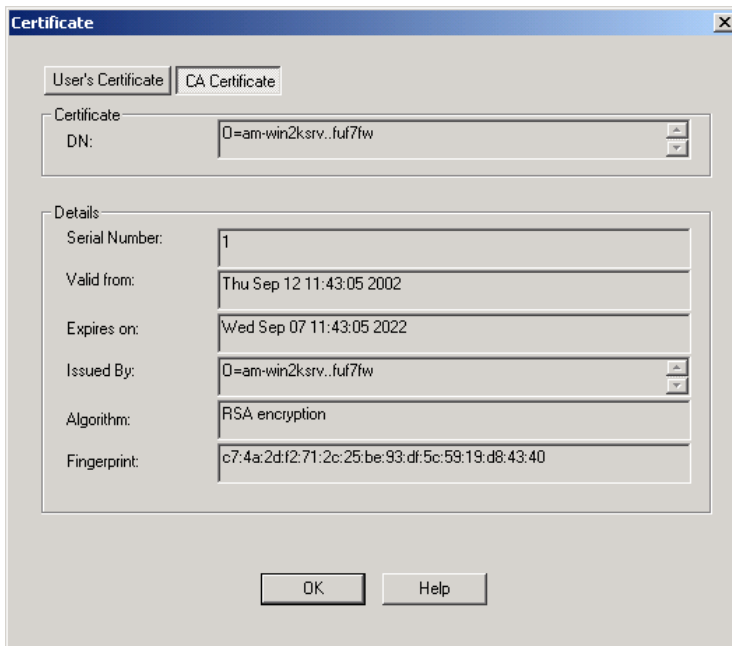 Certificate
User's Certificate CA Certificate
Certificate
DN: O=am-win2ksrv..fuf7fw
Details
Serial Number: 1
Valid from: Thu Sep 12 11:43:05 2002
Expires on: Wed Sep 07 11:43:05 2022
Issued By: O=am-win2ksrv..fuf7fw
Algorithm: RSA encryption
Fingerprint: c7:4a:2d:f2:71:2c:25:be:93:df:5c:59:19:d8:43:40
OK Help